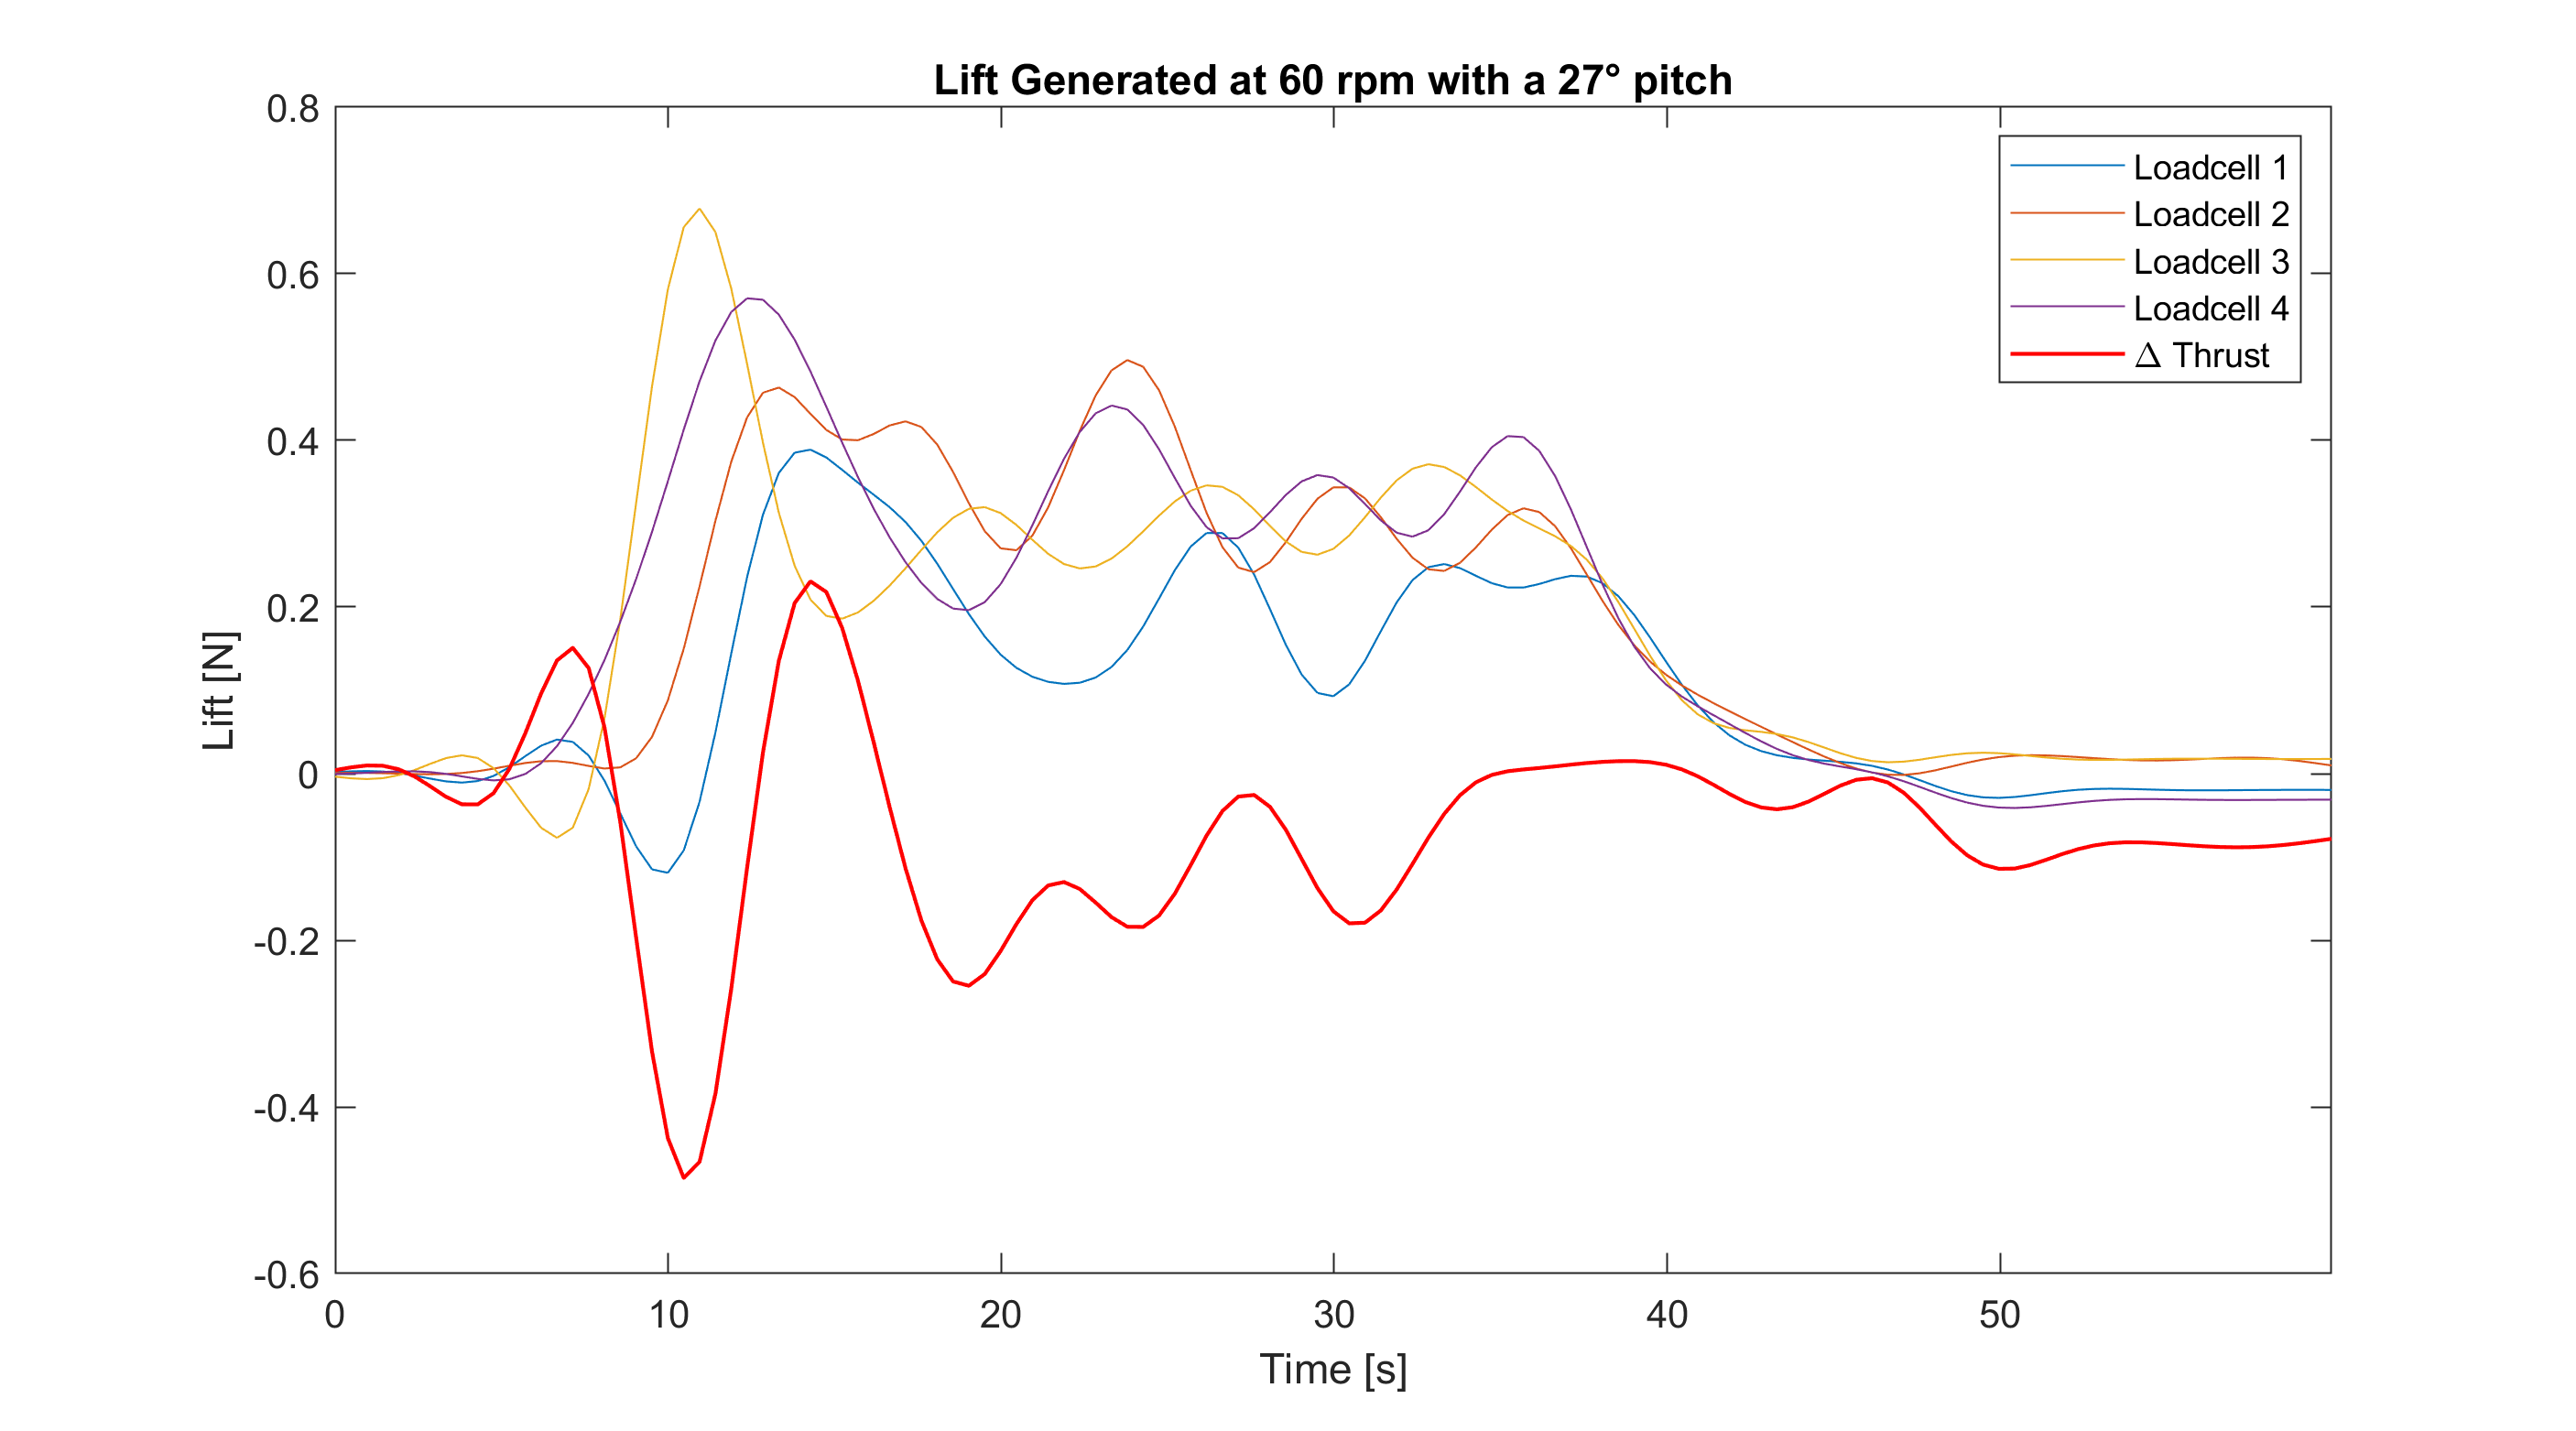 Lift Generated at 60 rpm with a 27° pitch
0.8
0.6
0.4
0.2
0
-0.2
-0.4
-0.6
Lift [N]
0 10 20 30 40 50
Time [s]
Loadcell 1
Loadcell 2
Loadcell 3
Loadcell 4
Δ Thrust